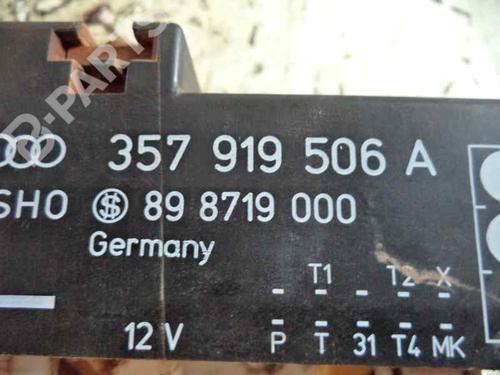 B-PARTS
357 919 506 A
SHO 89 8719 000
Germany
T1 T2 X
12 V P T 31 T4 MK